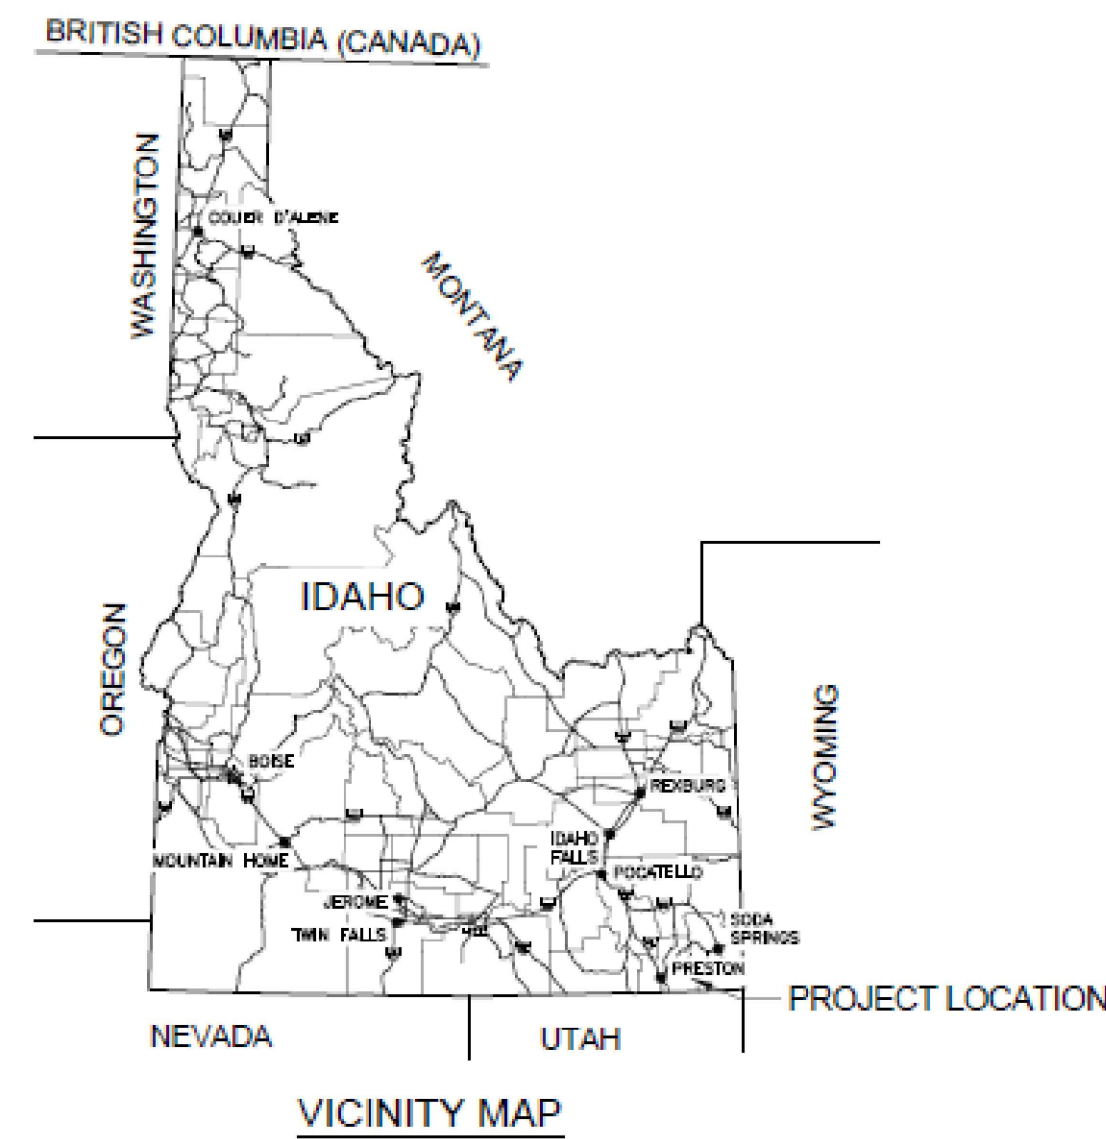 BRITISH COLUMBIA (CANADA)
WASHINGTON
COUER D'ALENE
MONTANA
IDAHO
OREGON
WYOMING
BOISE
REXBURG
IDAHO
FALLS
MOUNTAIN HOME
POCATELLO
JEROME
TWIN FALLS
SODA
SPRINGS
PRESTON
PROJECT LOCATION
NEVADA
UTAH
VICINITY MAP